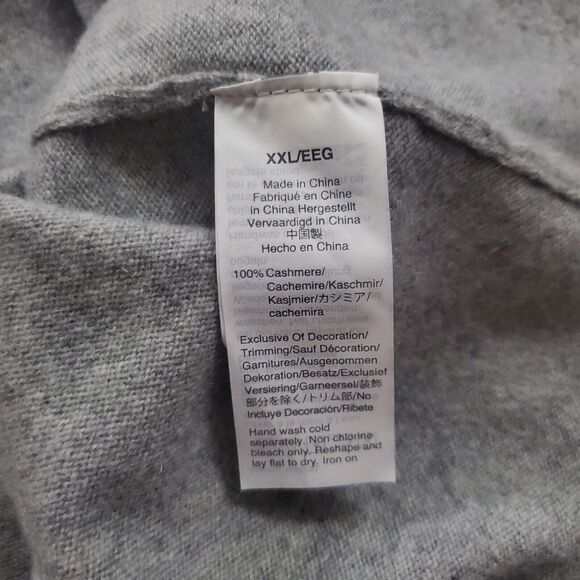 XXL/EEG
Made in China
Fabriqué en Chine
in China Hergestellt
Vervaardigd in China
中国製
Hecho en China
100% Cashmere/
Cachemire/Kaschmir/
Kasjmier/カシミア/
cachemira
Exclusive Of Decoration/
Trimming/Sauf Décoration/
Garnitures/Ausgenommen
Dekoration/Besatz/Exclusief
Versiering/Garneersel/装飾
部分を除く/トリム部/No
Incluye Decoración/Ribete
Hand wash cold
separately. Non chlorine
bleach only. Reshape and
lay flat to dry. Iron on